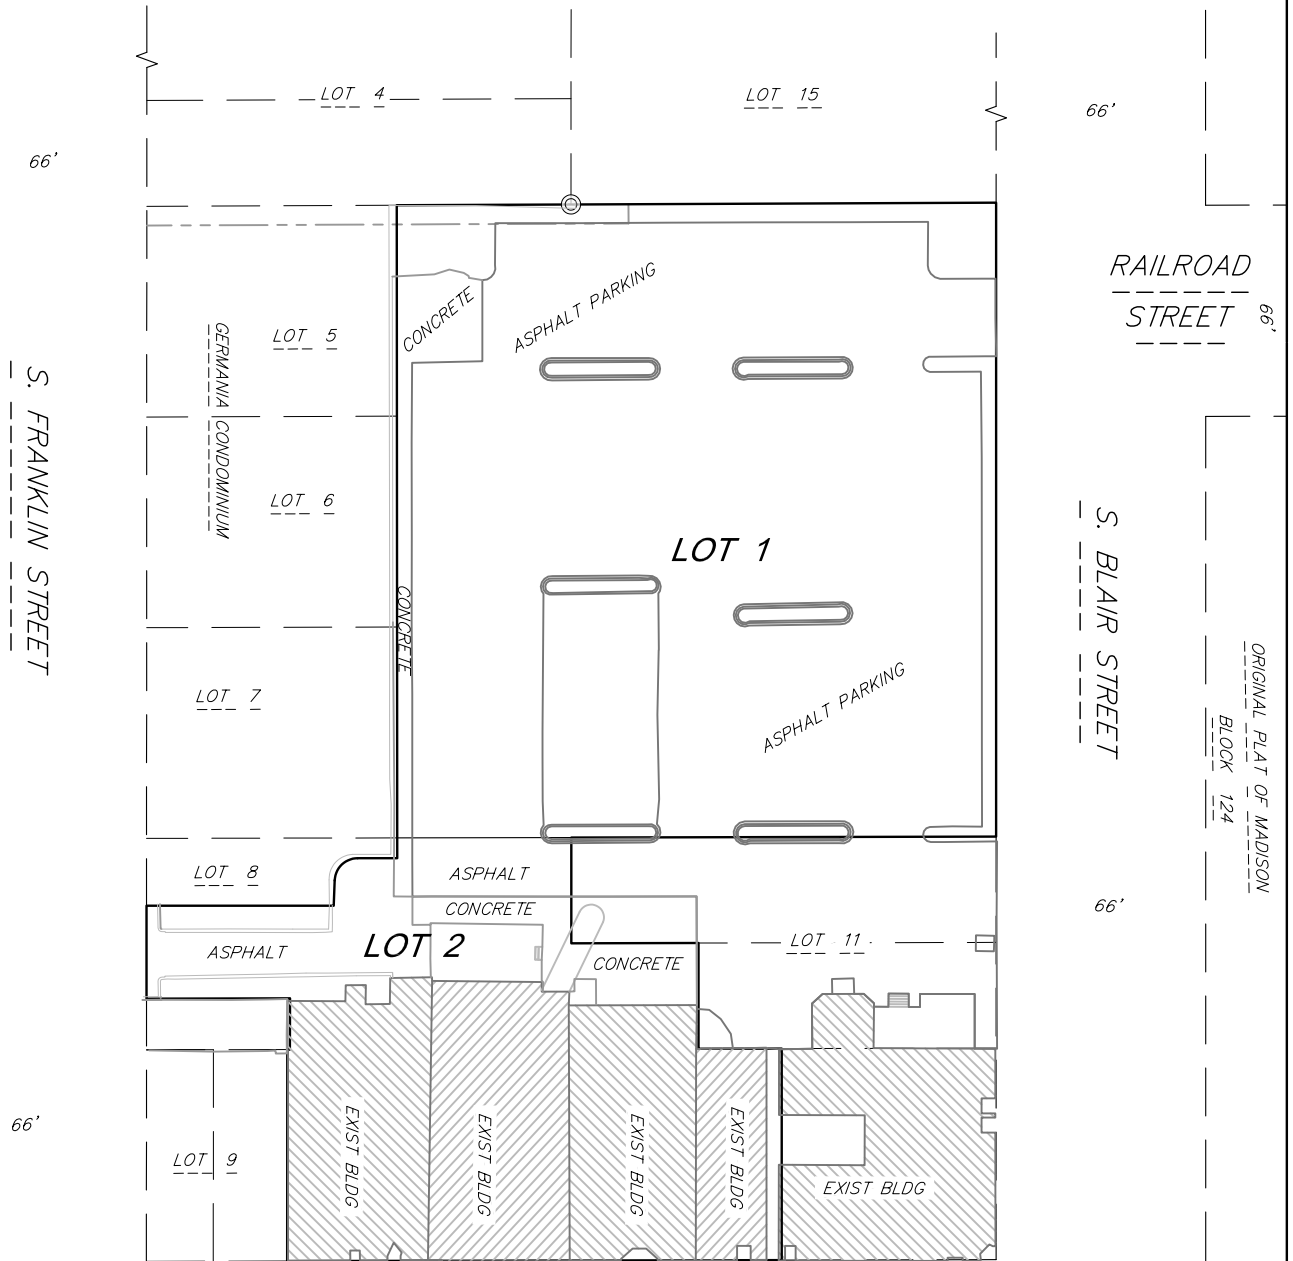 LOT 4
LOT 15
66'
66'
RAILROAD
STREET
66'
CONCRETE
ASPHALT PARKING
LOT 5
GERMANIA CONDOMINIUM
S. FRANKLIN STREET
LOT 6
LOT 1
S. BLAIR STREET
CONCRETE
LOT 7
ASPHALT PARKING
ORIGINAL PLAT OF MADISON
BLOCK 124
LOT 8
ASPHALT
CONCRETE
66'
ASPHALT
LOT 2
LOT 11
CONCRETE
66'
LOT 9
EXIST BLDG
EXIST BLDG
EXIST BLDG
EXIST BLDG
EXIST BLDG